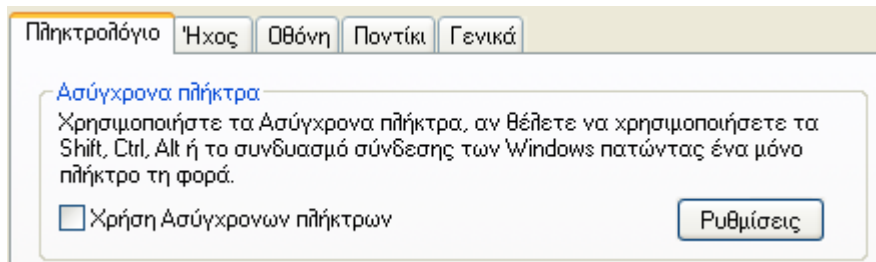 Πληκτρολόγιο Ήχος Οθόνη Ποντίκι Γενικά
Ασύγχρονα πλήκτρα
Χρησιμοποιήστε τα Ασύγχρονα πλήκτρα, αν θέλετε να χρησιμοποιήσετε τα
Shift, Ctrl, Alt ή το συνδυασμό σύνδεσης των Windows πατώντας ένα μόνο
πλήκτρο τη φορά.
Χρήση Ασύγχρονων πλήκτρων Ρυθμίσεις